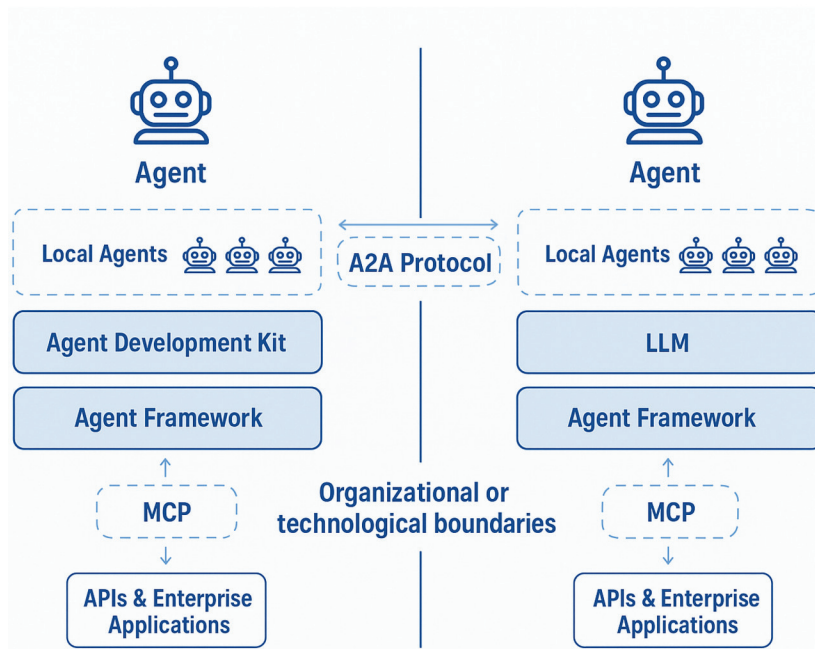 Agent
Agent
Local Agents
A2A Protocol
Local Agents
Agent Development Kit
LLM
Agent Framework
Agent Framework
MCP
Organizational or
technological boundaries
MCP
APIs & Enterprise
Applications
APIs & Enterprise
Applications